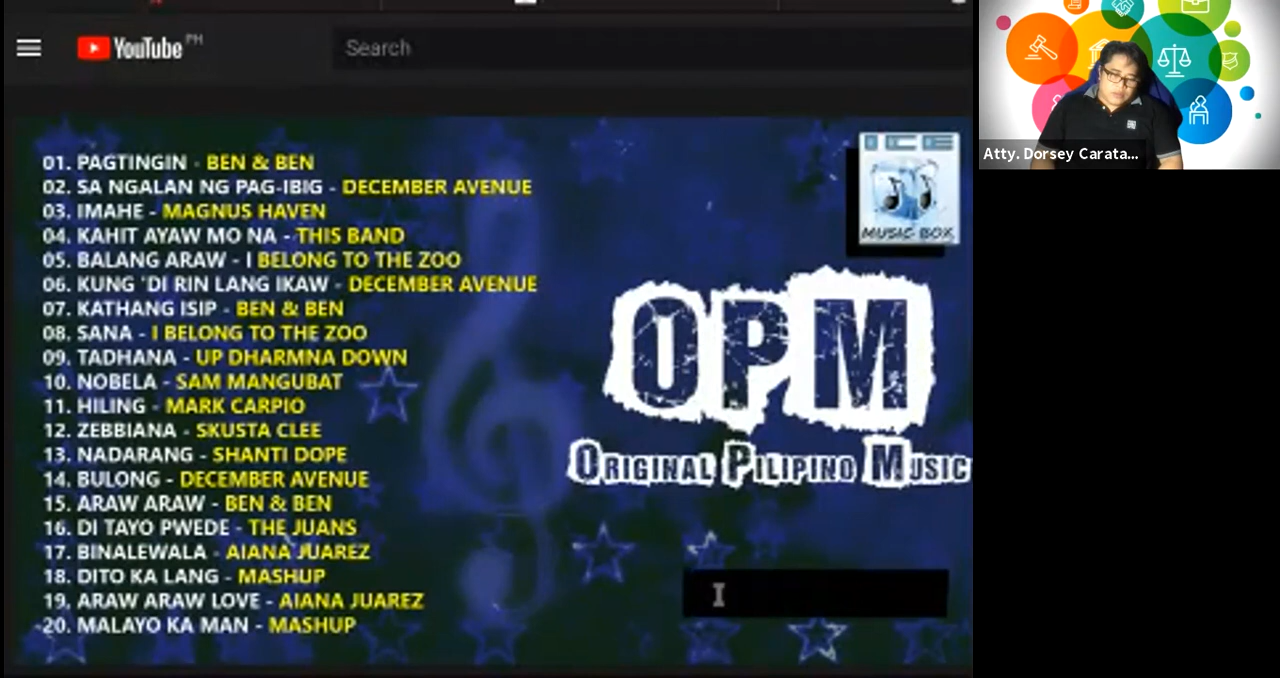 YouTube PH
Search
01. PAGTINGIN - BEN & BEN
02. SA NGALAN NG PAG-IBIG - DECEMBER AVENUE
03. IMAHE - MAGNUS HAVEN
04. KAHIT AYAW MO NA - THIS BAND
05. BALANG ARAW - I BELONG TO THE ZOO
06. KUNG 'DI RIN LANG IKAW - DECEMBER AVENUE
07. KATHANG ISIP - BEN & BEN
08. SANA - I BELONG TO THE ZOO
09. TADHANA - UP DHARMNA DOWN
10. NOBELA - SAM MANGUBAT
11. HILING - MARK CARPIO
12. ZEBBIANA - SKUSTA CLEE
13. NADARANG - SHANTI DOPE
14. BULONG - DECEMBER AVENUE
15. ARAW ARAW - BEN & BEN
16. DI TAYO PWEDE - THE JUANS
17. BINALEWALA - AIANA JUAREZ
18. DITO KA LANG - MASHUP
19. ARAW ARAW LOVE - AIANA JUAREZ
20. MALAYO KA MAN - MASHUP
ICE
MUSIC BOX
OPM
ORIGINAL PILIPINO MUSIC
Atty. Dorsey Carata...